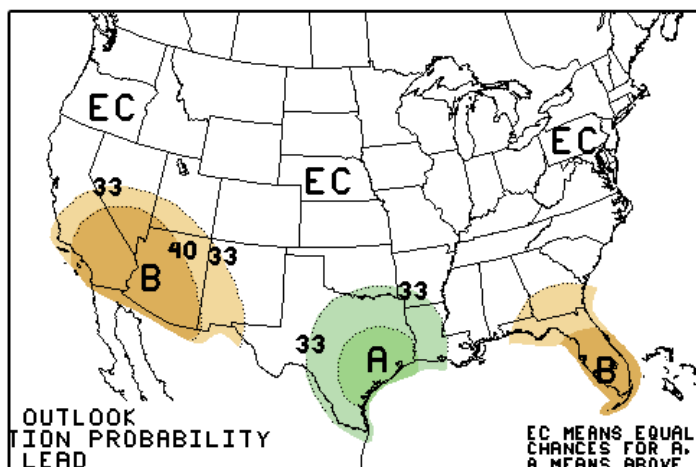 EC
EC
EC
33
40
33
B
33
33
A
B
OUTLOOK
TION PROBABILITY
LEAD
EC MEANS EQUAL
CHANCES FOR A,
A MEANS ABOVE